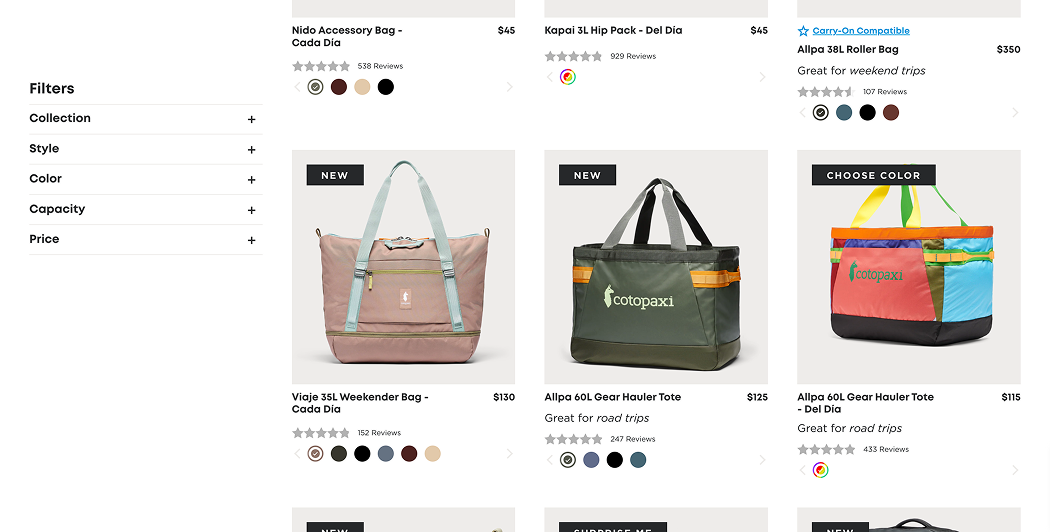 Nido Accessory Bag - $45
Cada Día
538 Reviews
Kapai 3L Hip Pack - Del Día $45
929 Reviews
Carry-On Compatible
Allpa 38L Roller Bag $350
Great for weekend trips
107 Reviews
Filters
Collection +
Style +
Color +
Capacity +
Price +
NEW
Viaje 35L Weekender Bag - $130
Cada Día
152 Reviews
NEW
cotopaxi
Allpa 60L Gear Hauler Tote $125
Great for road trips
247 Reviews
CHOOSE COLOR
cotopaxi
Allpa 60L Gear Hauler Tote $115
- Del Día
Great for road trips
433 Reviews
NEW
SURPRISE ME
NEW